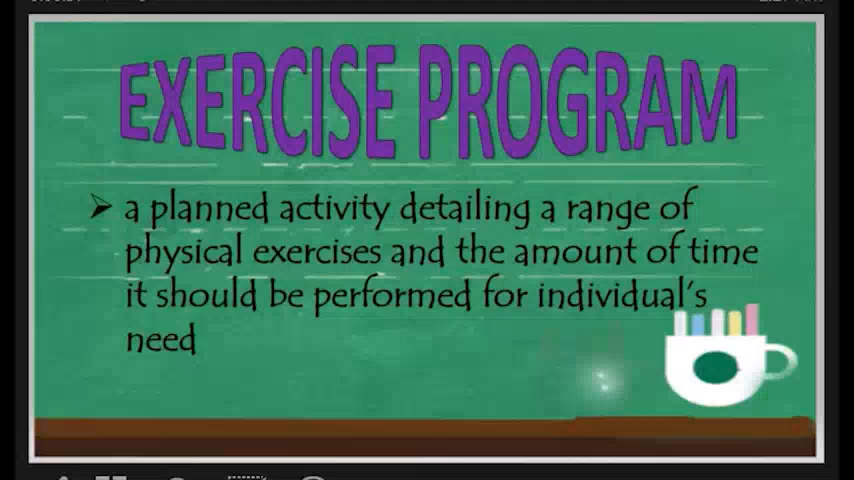 EXERCISE PROGRAM
➢ a planned activity detailing a range of
physical exercises and the amount of time
it should be performed for individual's
need